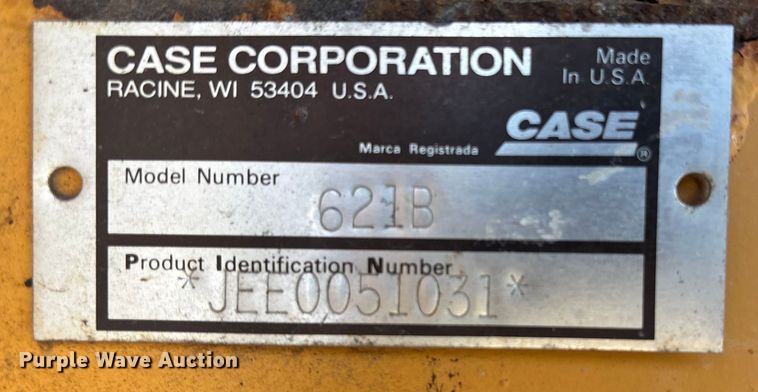 CASE CORPORATION
RACINE, WI 53404 U.S.A.
Made
In U.S.A.
CASE
®
Marca Registrada
Model Number
621B
Product Identification Number
*JEE0051031*
Purple Wave Auction